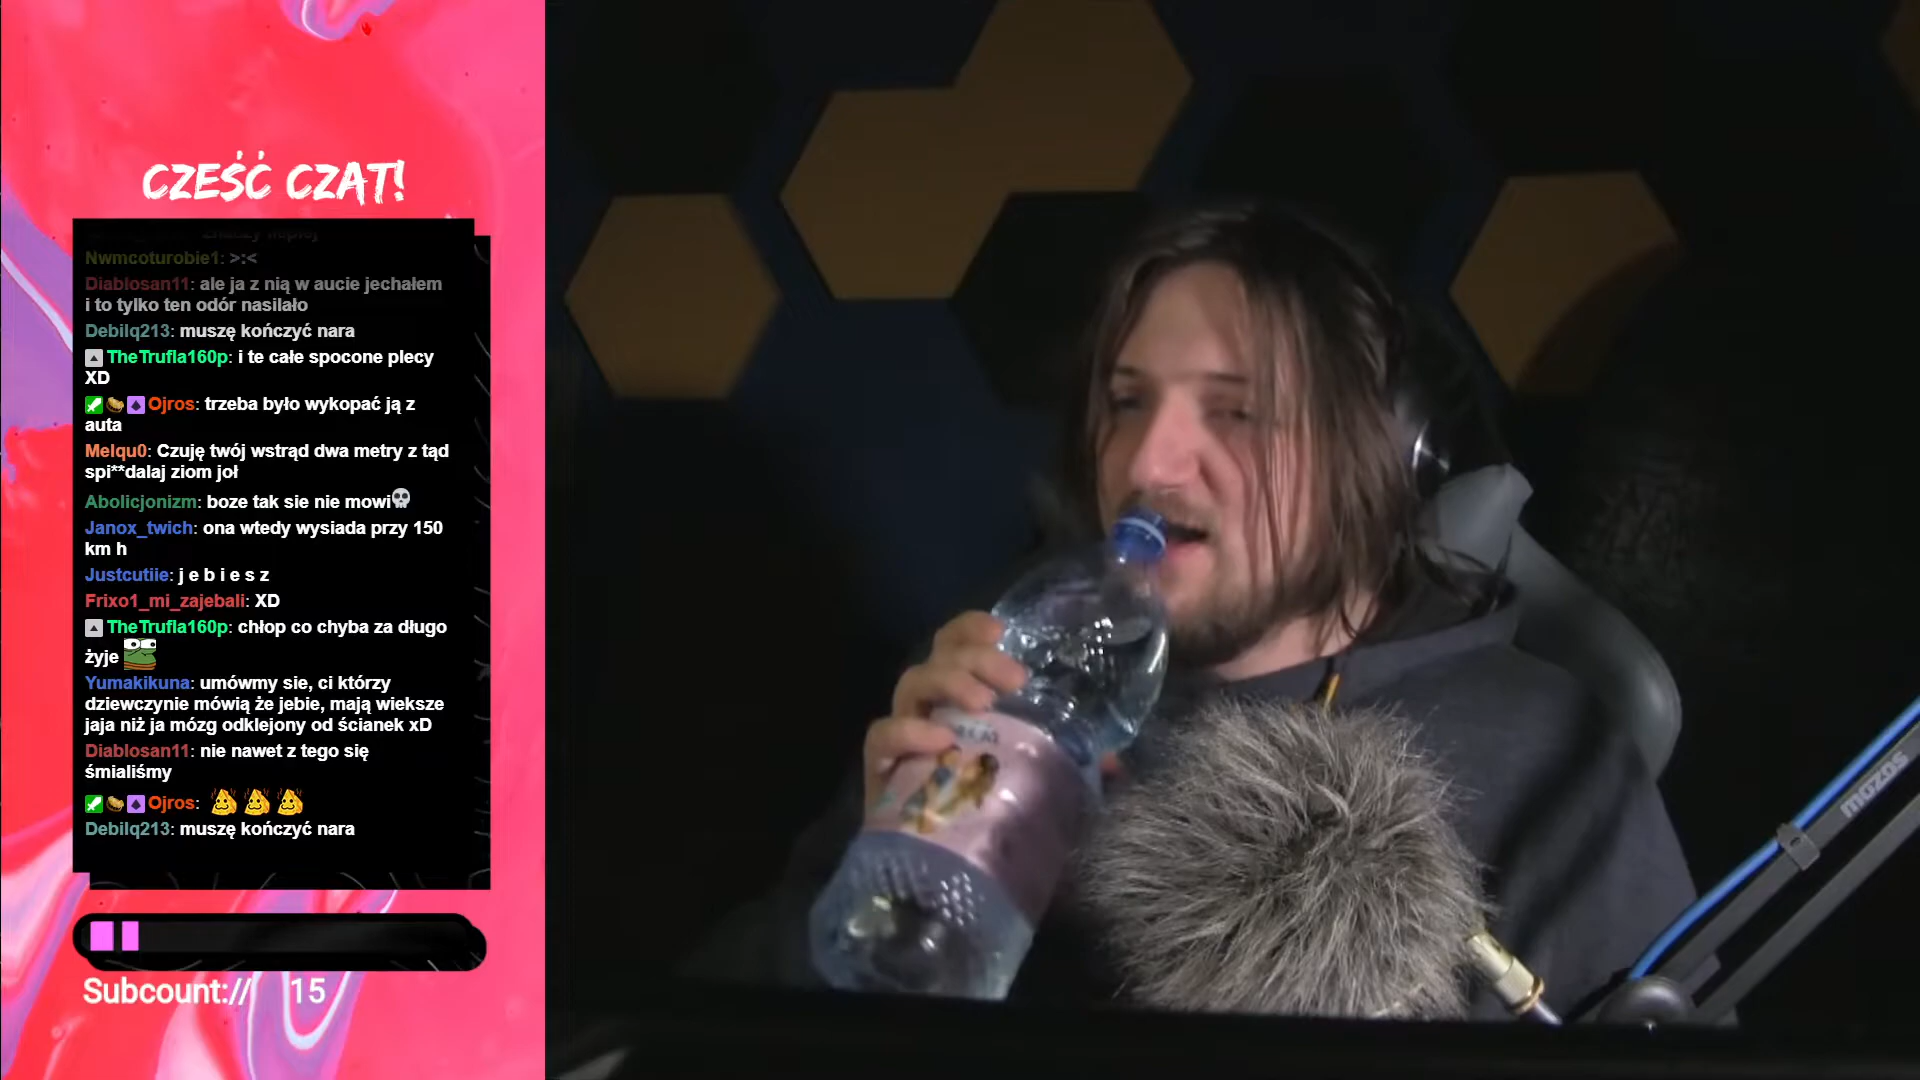 CZEŚĆ CZAT!
Nwmcoturobie1: >:<
Diablosan11: ale ja z nią w aucie jechałem
i to tylko ten odór nasilało
Debilq213: muszę kończyć nara
TheTrufla160p: i te całe spocone plecy
XD
Ojros: trzeba było wykopać ją z
auta
Melqu0: Czuję twój wstrąd dwa metry z tąd
spi**dalaj ziom joł
Abolicjonizm: boze tak sie nie mowi
Janox_twich: ona wtedy wysiada przy 150
km h
Justcutiie: j e b i e s z
Frixo1_mi_zajebali: XD
TheTrufla160p: chłop co chyba za długo
żyje
Yumakikuna: umówmy sie, ci którzy
dziewczynie mówią że jebie, mają wieksze
jaja niż ja mózg odklejony od ścianek xD
Diablosan11: nie nawet z tego się
śmialiśmy
Ojros:
Debilq213: muszę kończyć nara
Subcount:// 15
mozos